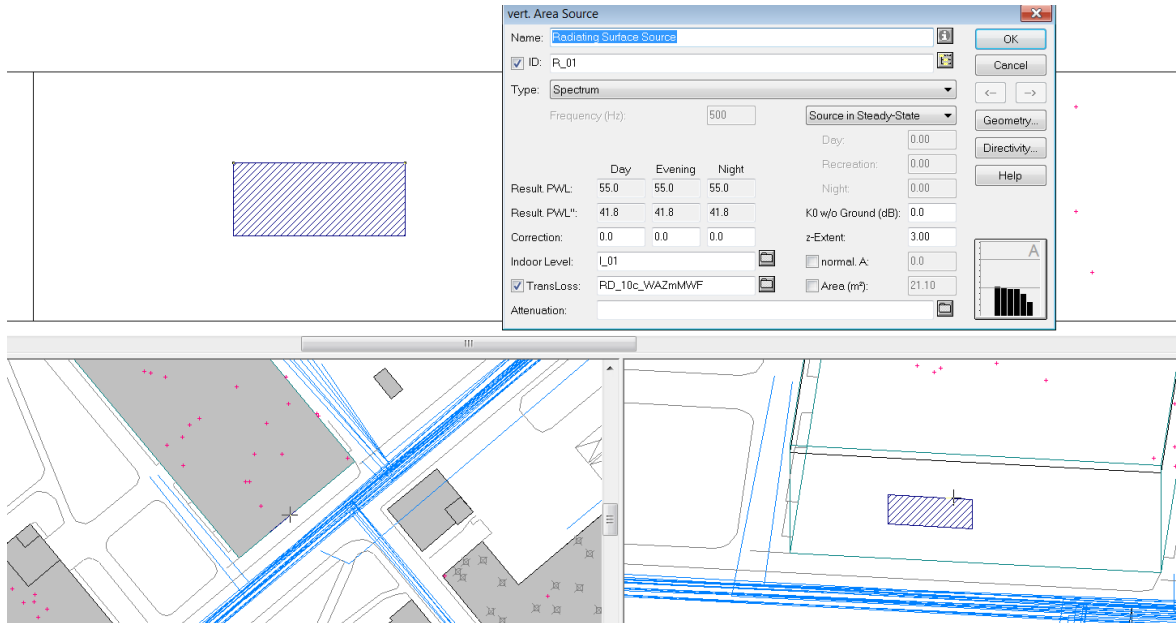 vert. Area Source
Name: Radiating Surface Source
ID: R_01
Type: Spectrum
Frequency (Hz): 500 Source in Steady-State
Day: 0.00
Recreation: 0.00
Day Evening Night
Night: 0.00
Result. PWL: 55.0 55.0 55.0
Result. PWL": 41.8 41.8 41.8 K0 w/o Ground (dB): 0.0
Correction: 0.0 0.0 0.0 z-Extent: 3.00
Indoor Level: I_01 normal. A: 0.0
TransLoss: RD_10c_WAZmMWF Area (m²): 21.10
Attenuation:
OK
Cancel
Geometry...
Directivity...
Help
A